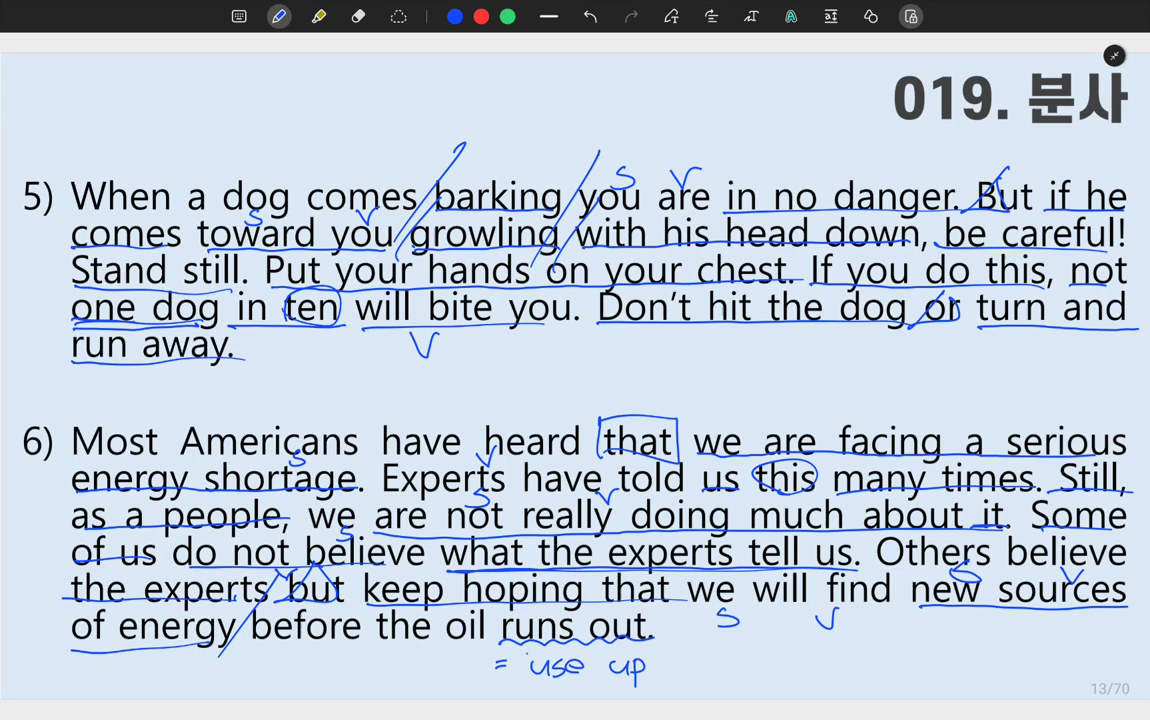 019. 분사
S V
5) When a dog comes barking you are in no danger. But if he
S V
comes toward you growling with his head down, be careful!
Stand still. Put your hands on your chest. If you do this, not
one dog in ten will bite you. Don't hit the dog or turn and
V
run away.
6) Most Americans have heard that we are facing a serious
S V
energy shortage. Experts have told us this many times. Still,
S V
as a people, we are not really doing much about it. Some
S
of us do not believe what the experts tell us. Others believe
V S V
the experts but keep hoping that we will find new sources
S V
of energy before the oil runs out.
= use up
13/70